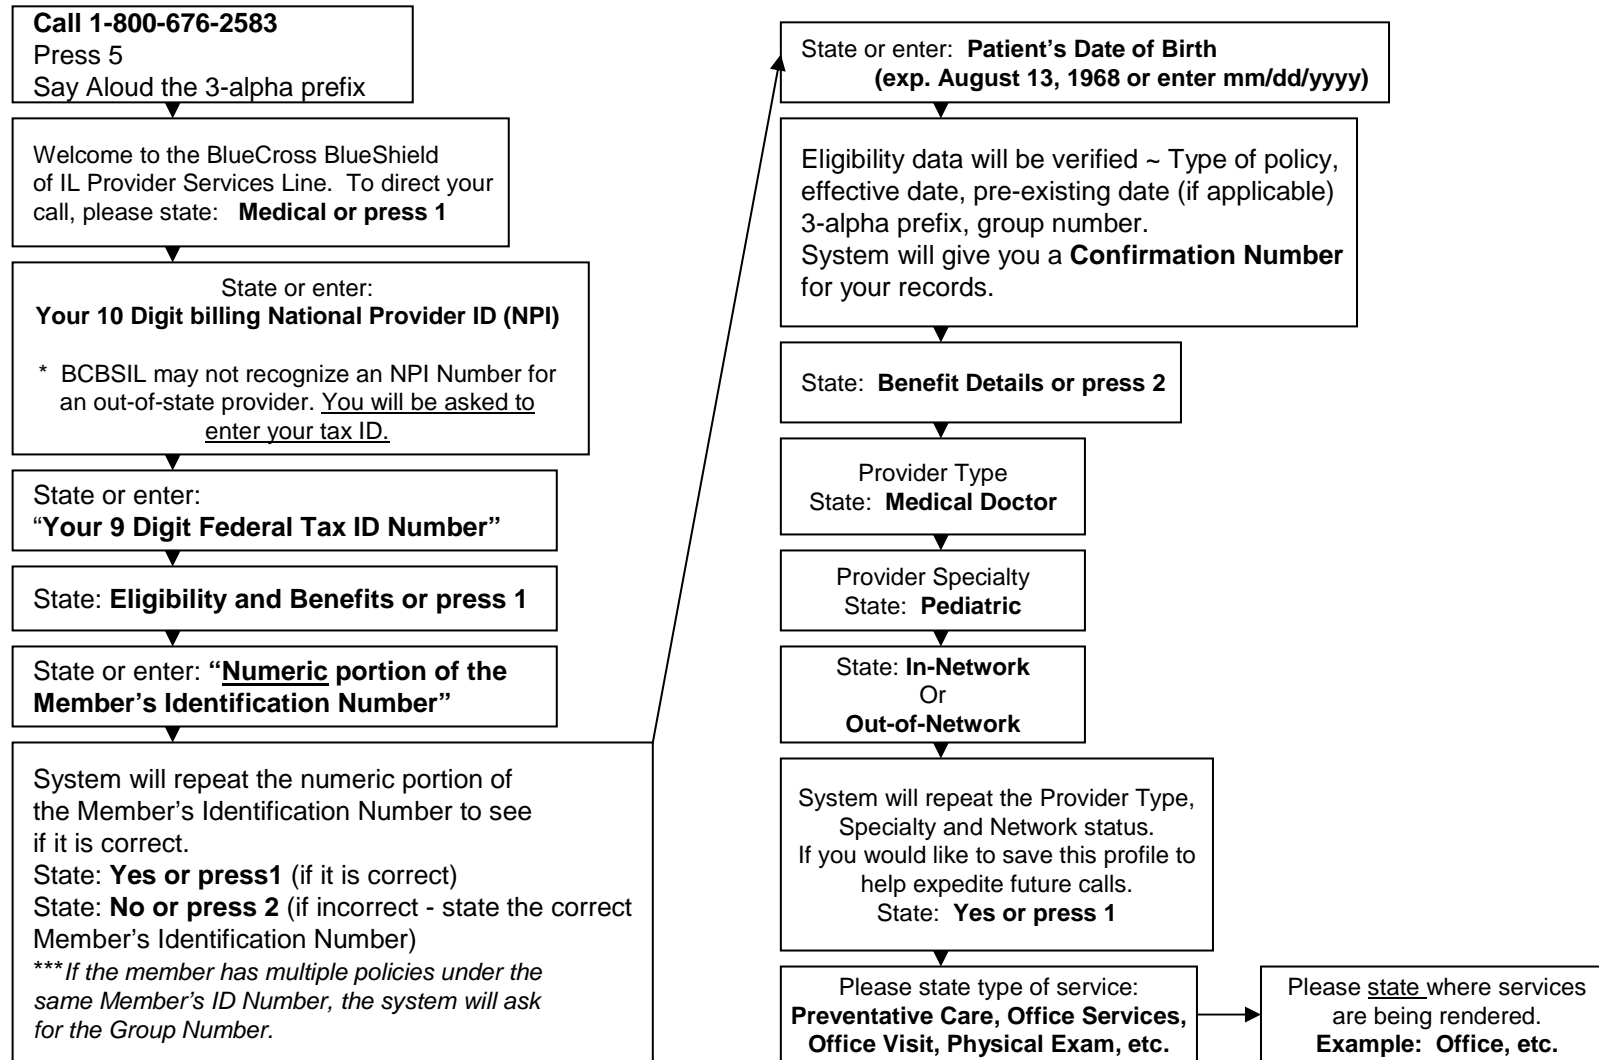 Call 1-800-676-2583
Press 5
Say Aloud the 3-alpha prefix
Welcome to the BlueCross BlueShield
of IL Provider Services Line. To direct your
call, please state: Medical or press 1
State or enter:
Your 10 Digit billing National Provider ID (NPI)
* BCBSIL may not recognize an NPI Number for
an out-of-state provider. You will be asked to
enter your tax ID.
State or enter:
“Your 9 Digit Federal Tax ID Number”
State: Eligibility and Benefits or press 1
State or enter: “Numeric portion of the
Member’s Identification Number”
System will repeat the numeric portion of
the Member’s Identification Number to see
if it is correct.
State: Yes or press1 (if it is correct)
State: No or press 2 (if incorrect - state the correct
Member’s Identification Number)
***If the member has multiple policies under the
same Member’s ID Number, the system will ask
for the Group Number.
State or enter: Patient’s Date of Birth
(exp. August 13, 1968 or enter mm/dd/yyyy)
Eligibility data will be verified ~ Type of policy,
effective date, pre-existing date (if applicable)
3-alpha prefix, group number.
System will give you a Confirmation Number
for your records.
State: Benefit Details or press 2
Provider Type
State: Medical Doctor
Provider Specialty
State: Pediatric
State: In-Network
Or
Out-of-Network
System will repeat the Provider Type,
Specialty and Network status.
If you would like to save this profile to
help expedite future calls.
State: Yes or press 1
Please state type of service:
Preventative Care, Office Services,
Office Visit, Physical Exam, etc.
Please state where services
are being rendered.
Example: Office, etc.